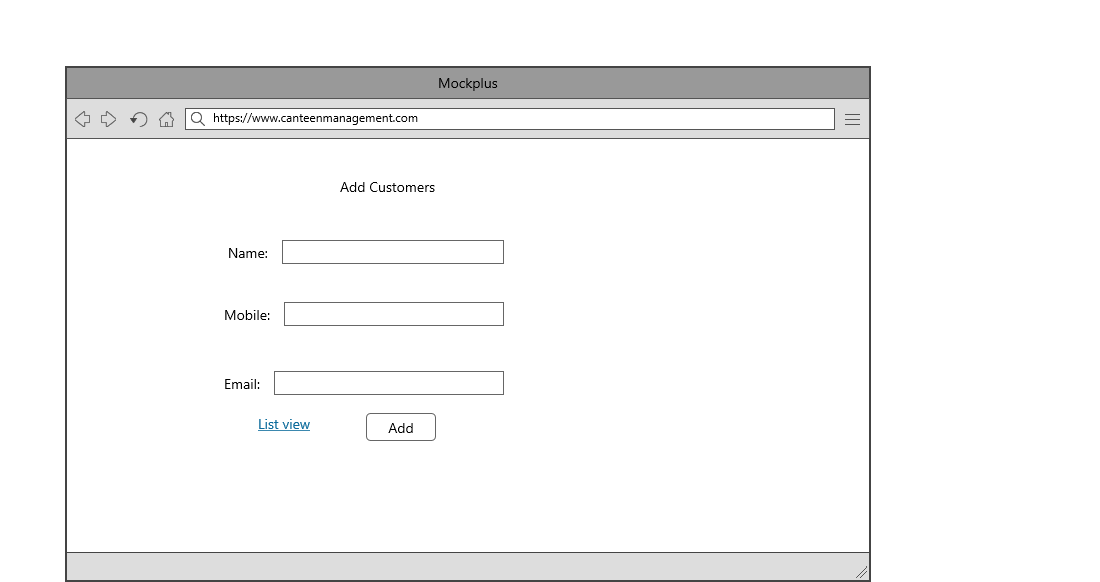 Mockplus
https://www.canteenmanagement.com
Add Customers
Name:
Mobile:
Email:
List view Add